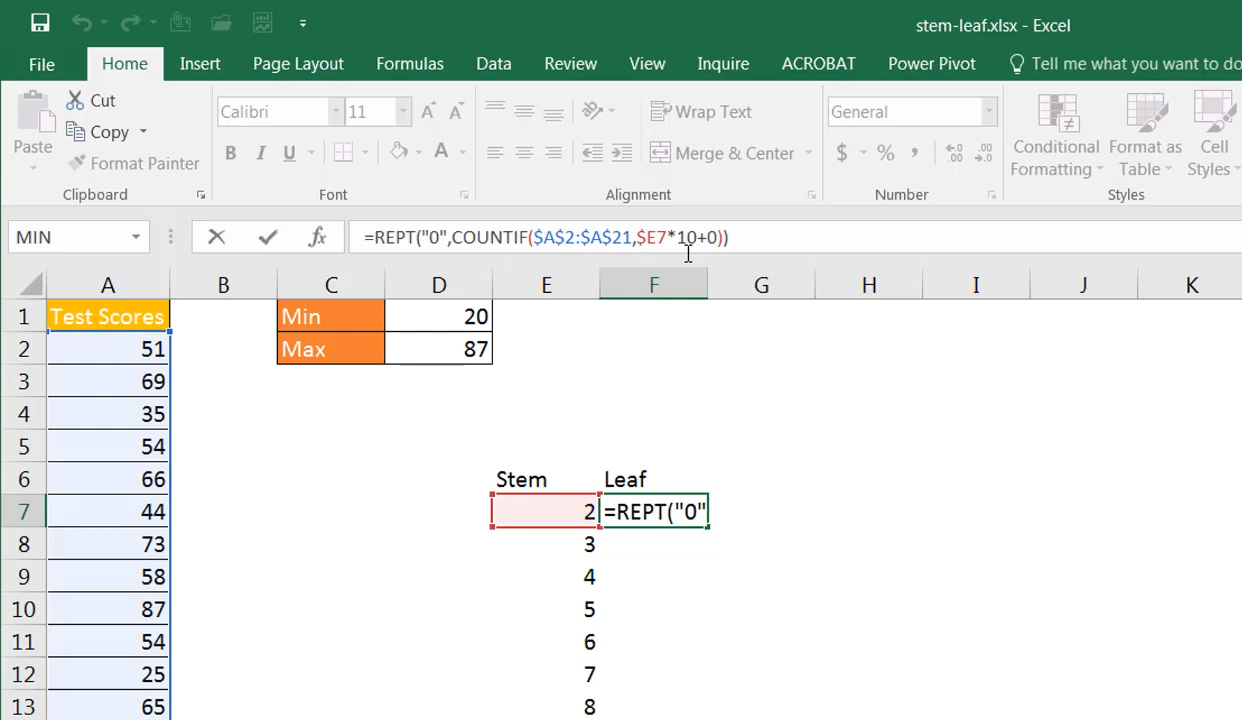 stem-leaf.xlsx - Excel
File Home Insert Page Layout Formulas Data Review View Inquire ACROBAT Power Pivot Tell me what you want to do
Paste Cut Calibri 11 A A Wrap Text General Conditional Format as Cell
Copy Formatting Table Styles
Format Painter B I U A Merge & Center $ % , .00 .0 .00
Clipboard Font Alignment Number Styles
MIN fx =REPT("0",COUNTIF($A$2:$A$21,$E7*10+0))
A B C D E F G H I J K
1 Test Scores Min 20
2 51 Max 87
3 69
4 35
5 54
6 66 Stem Leaf
7 44 2 =REPT("0"
8 73 3
9 58 4
10 87 5
11 54 6
12 25 7
13 65 8